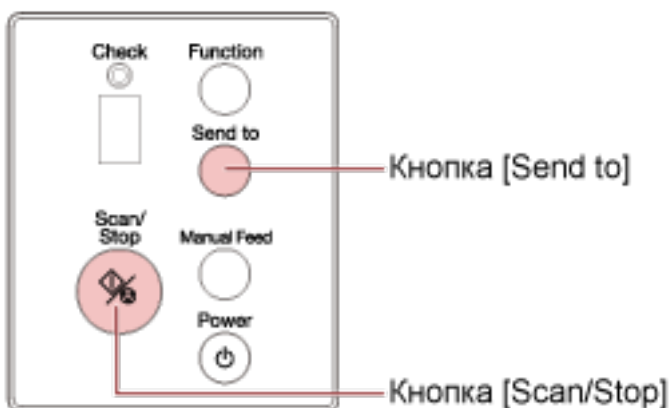 Check
Function
Send to
Кнопка [Send to]
Scan/
Stop
Manual Feed
Power
Кнопка [Scan/Stop]